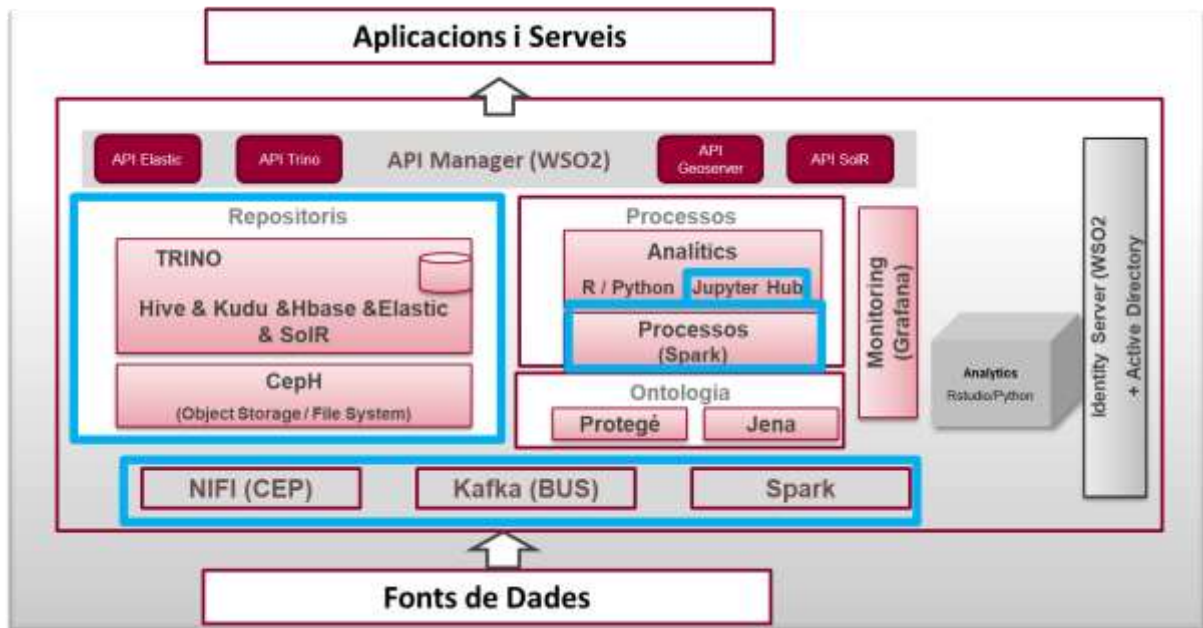 Aplicacions i Serveis
API Elastic
API Trino
API Manager (WSO2)
API
Geoserver
API SolR
Repositoris
TRINO
Hive & Kudu &Hbase &Elastic
& SolR
CepH
(Object Storage / File System)
Processos
Analítics
R / Python
Jupyter Hub
Processos
(Spark)
Ontologia
Protegé
Jena
Monitoring
(Grafana)
Analytics
Rstudio/Python
Identity Server (WSO2
+ Active Directory
NIFI (CEP)
Kafka (BUS)
Spark
Fonts de Dades